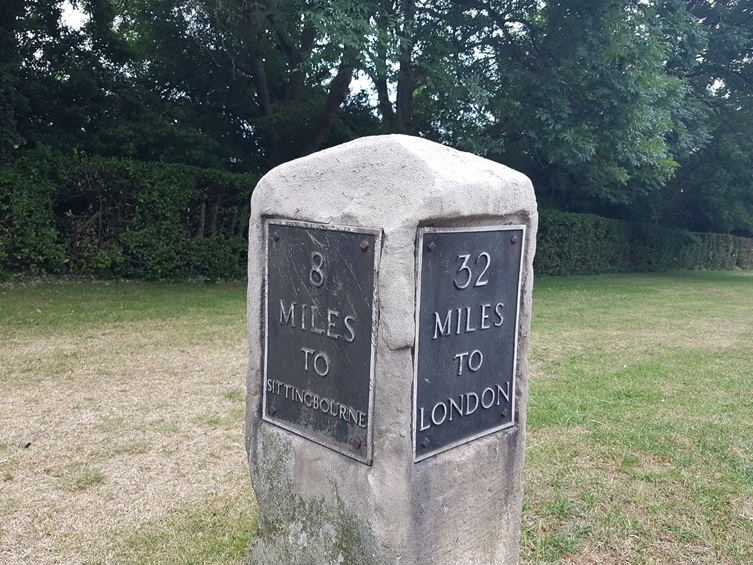 8
MILES
TO
SITTINGBOURNE
32
MILES
TO
LONDON